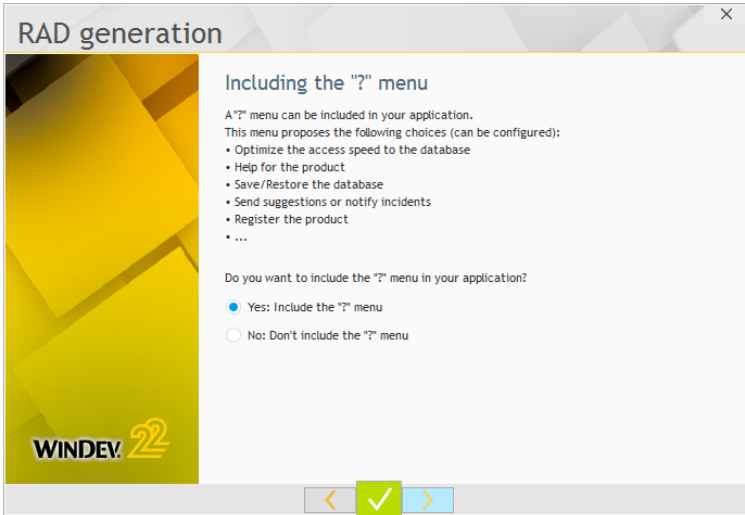 RAD generation
Including the "?" menu
A"?" menu can be included in your application.
This menu proposes the following choices (can be configured):
• Optimize the access speed to the database
• Help for the product
• Save/Restore the database
• Send suggestions or notify incidents
• Register the product
• ...
Do you want to include the "?" menu in your application?
Yes: Include the "?" menu
No: Don't include the "?" menu
WINDEV. 22